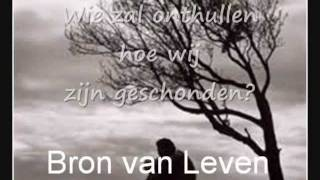 Wie zal onthullen
hoe wij
zijn geschonden?
Bron van Leven